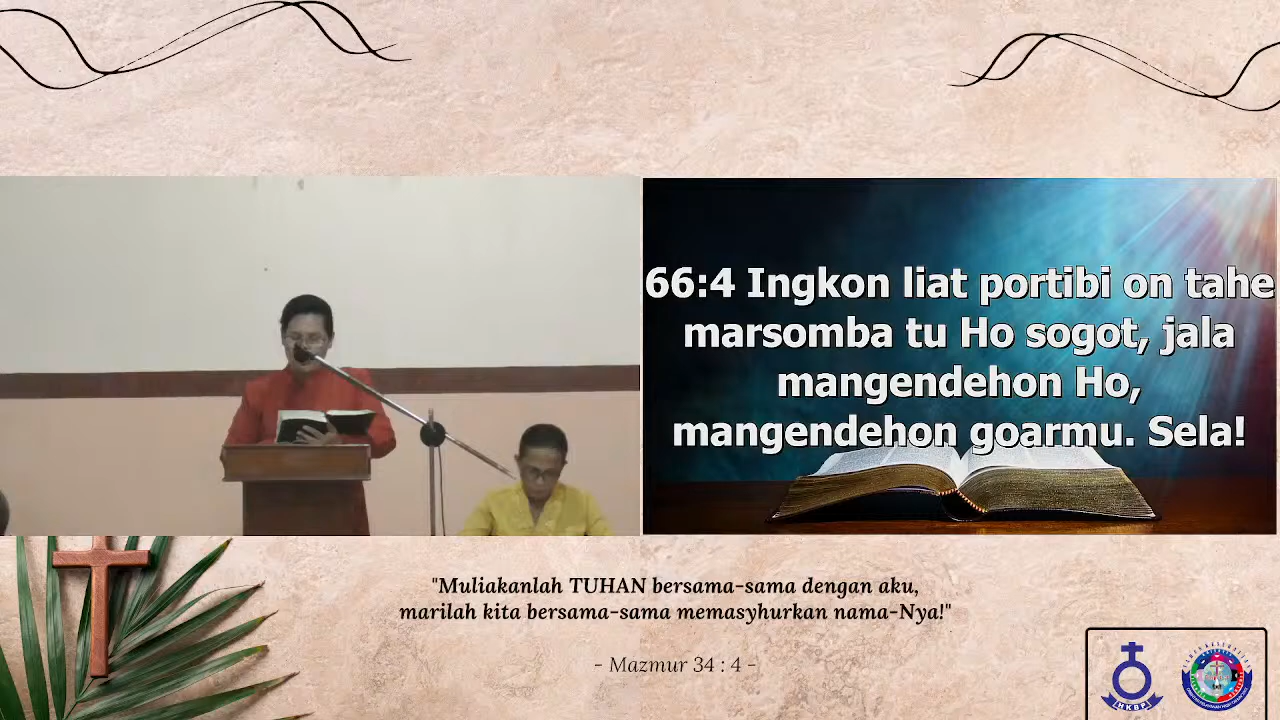 66:4 Ingkon liat portibi on tahe
marsomba tu Ho sogot, jala
mangendehon Ho,
mangendehon goarmu. Sela!
"Muliakanlah TUHAN bersama-sama dengan aku,
marilah kita bersama-sama memasyhurkan nama-Nya!"
- Mazmur 34 : 4 -
HKBP